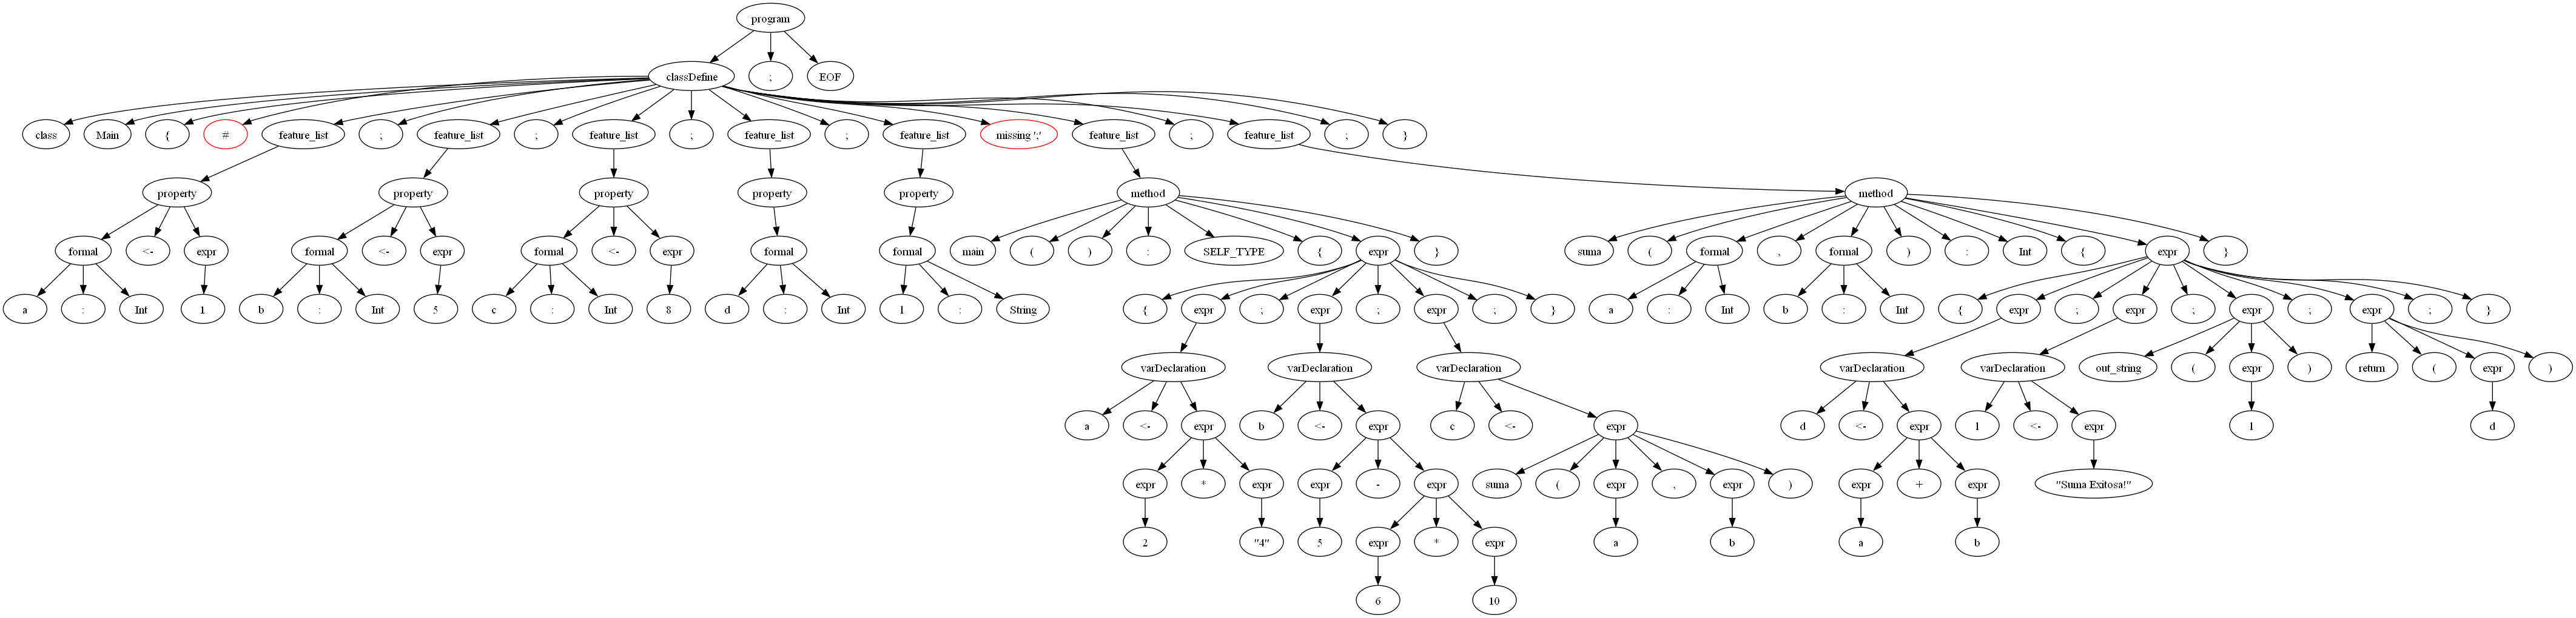 program
classDefine ; EOF
class Main { # feature_list ; feature_list ; feature_list ; feature_list ; feature_list missing ';' feature_list ; feature_list ; }
property property property property property method method
formal <- expr formal <- expr formal <- expr formal formal main ( ) : SELF_TYPE { expr } suma ( formal , formal ) : Int { expr }
a : Int 1 b : Int 5 c : Int 8 d : Int l : String { expr ; expr ; expr ; } a : Int b : Int { expr ; expr ; expr ; expr ; }
varDeclaration varDeclaration varDeclaration varDeclaration varDeclaration out_string ( expr ) return ( expr )
a <- expr b <- expr c <- expr d <- expr l <- expr l d
expr * expr expr - expr suma ( expr , expr ) expr + expr "Suma Exitosa!"
2 "4" 5 expr * expr a b a b
6 10